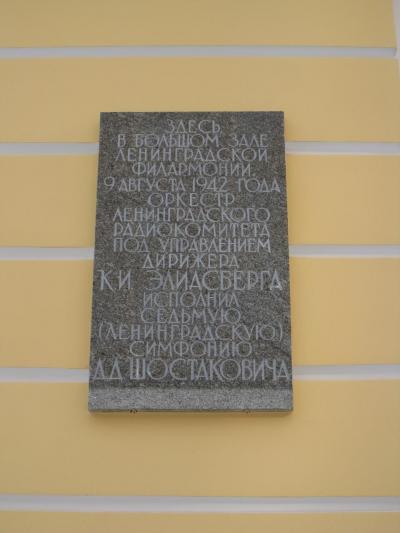 ЗДЕСЬ
В БОЛЬШОМ ЗАЛЕ
ЛЕНИНГРАДСКОЙ
ФИЛАРМОНИИ
9 АВГУСТА 1942 ГОДА
ОРКЕСТР
ЛЕНИНГРАДСКОГО
РАДИОКОМИТЕТА
ПОД УПРАВЛЕНИЕМ
ДИРИЖЕРА
К.И ЭЛИАСБЕРГА
ИСПОЛНИЛ
СЕДЬМУЮ
(ЛЕНИНГРАДСКУЮ)
СИМФОНИЮ
Д.Д.ШОСТАКОВИЧА